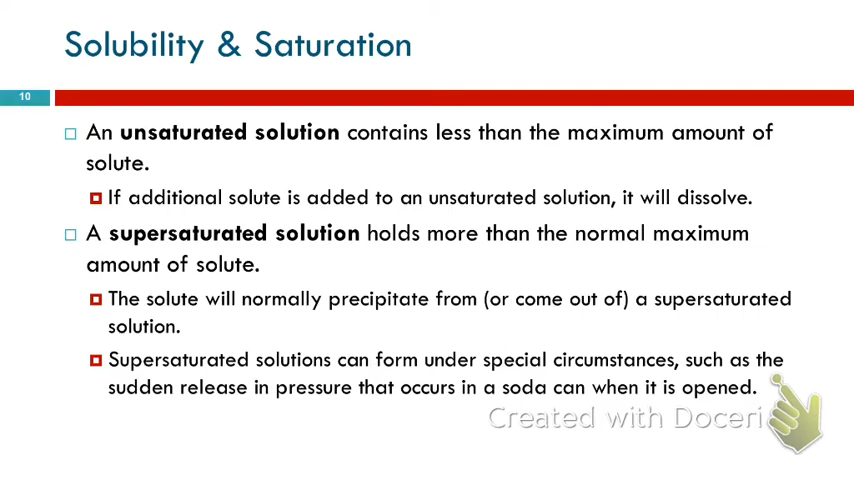 Solubility & Saturation
10
An unsaturated solution contains less than the maximum amount of
solute.
If additional solute is added to an unsaturated solution, it will dissolve.
A supersaturated solution holds more than the normal maximum
amount of solute.
The solute will normally precipitate from (or come out of) a supersaturated
solution.
Supersaturated solutions can form under special circumstances, such as the
sudden release in pressure that occurs in a soda can when it is opened.
Created with Doceri